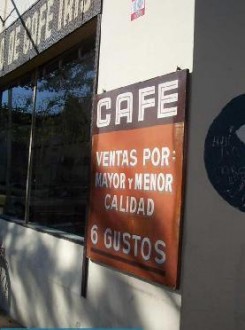 CAFE
VENTAS POR:
MAYOR Y MENOR
CALIDAD
6 GUSTOS